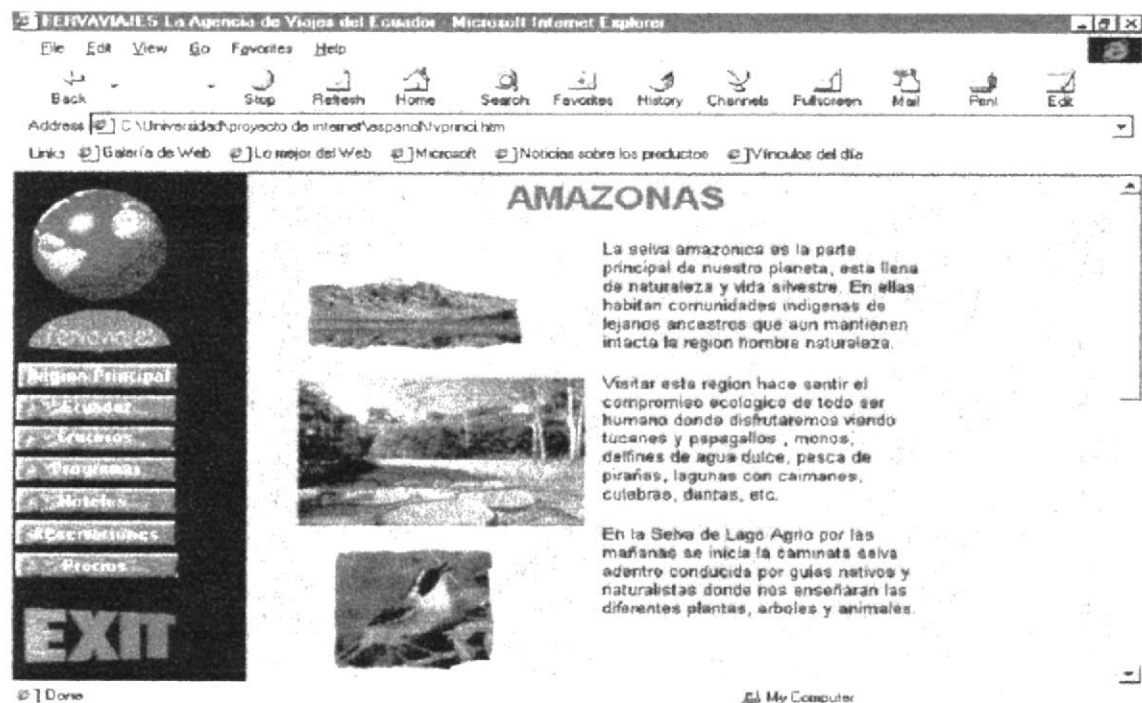 FERVAVIAJES La Agencia de Viajes del Ecuador - Microsoft Internet Explorer
File Edit View Go Favorites Help
Back Stop Refresh Home Search Favorites History Channels Fullscreen Mail Print Edit
Address C:\Universidad\proyecto de internet\espanol\fvprinci.htm
Links Galería de Web Lo mejor del Web Microsoft Noticias sobre los productos Vínculos del día
AMAZONAS
La selva amazonica es la parte
principal de nuestro planeta, esta llena
de naturaleza y vida silvestre. En ellas
habitan comunidades indigenas de
lejanos ancestros que aun mantienen
intacta la region hombre naturaleza.
Visitar esta region hace sentir el
compromiso ecologico de todo ser
humano donde disfrutaremos viendo
tucanes y papagallos , monos,
delfines de agua dulce, pesca de
pirañas, lagunas con caimanes,
culebras, dantas, etc.
En la Selva de Lago Agrio por las
mañanas se inicia la caminata selva
adentro conducida por guias nativos y
naturalistas donde nos enseñaran las
diferentes plantas, arboles y animales.
fervaviajes
Página Principal
Ecuador
Cruceros
Programas
Hoteles
REservaciones
Precios
EXIT
Done My Computer